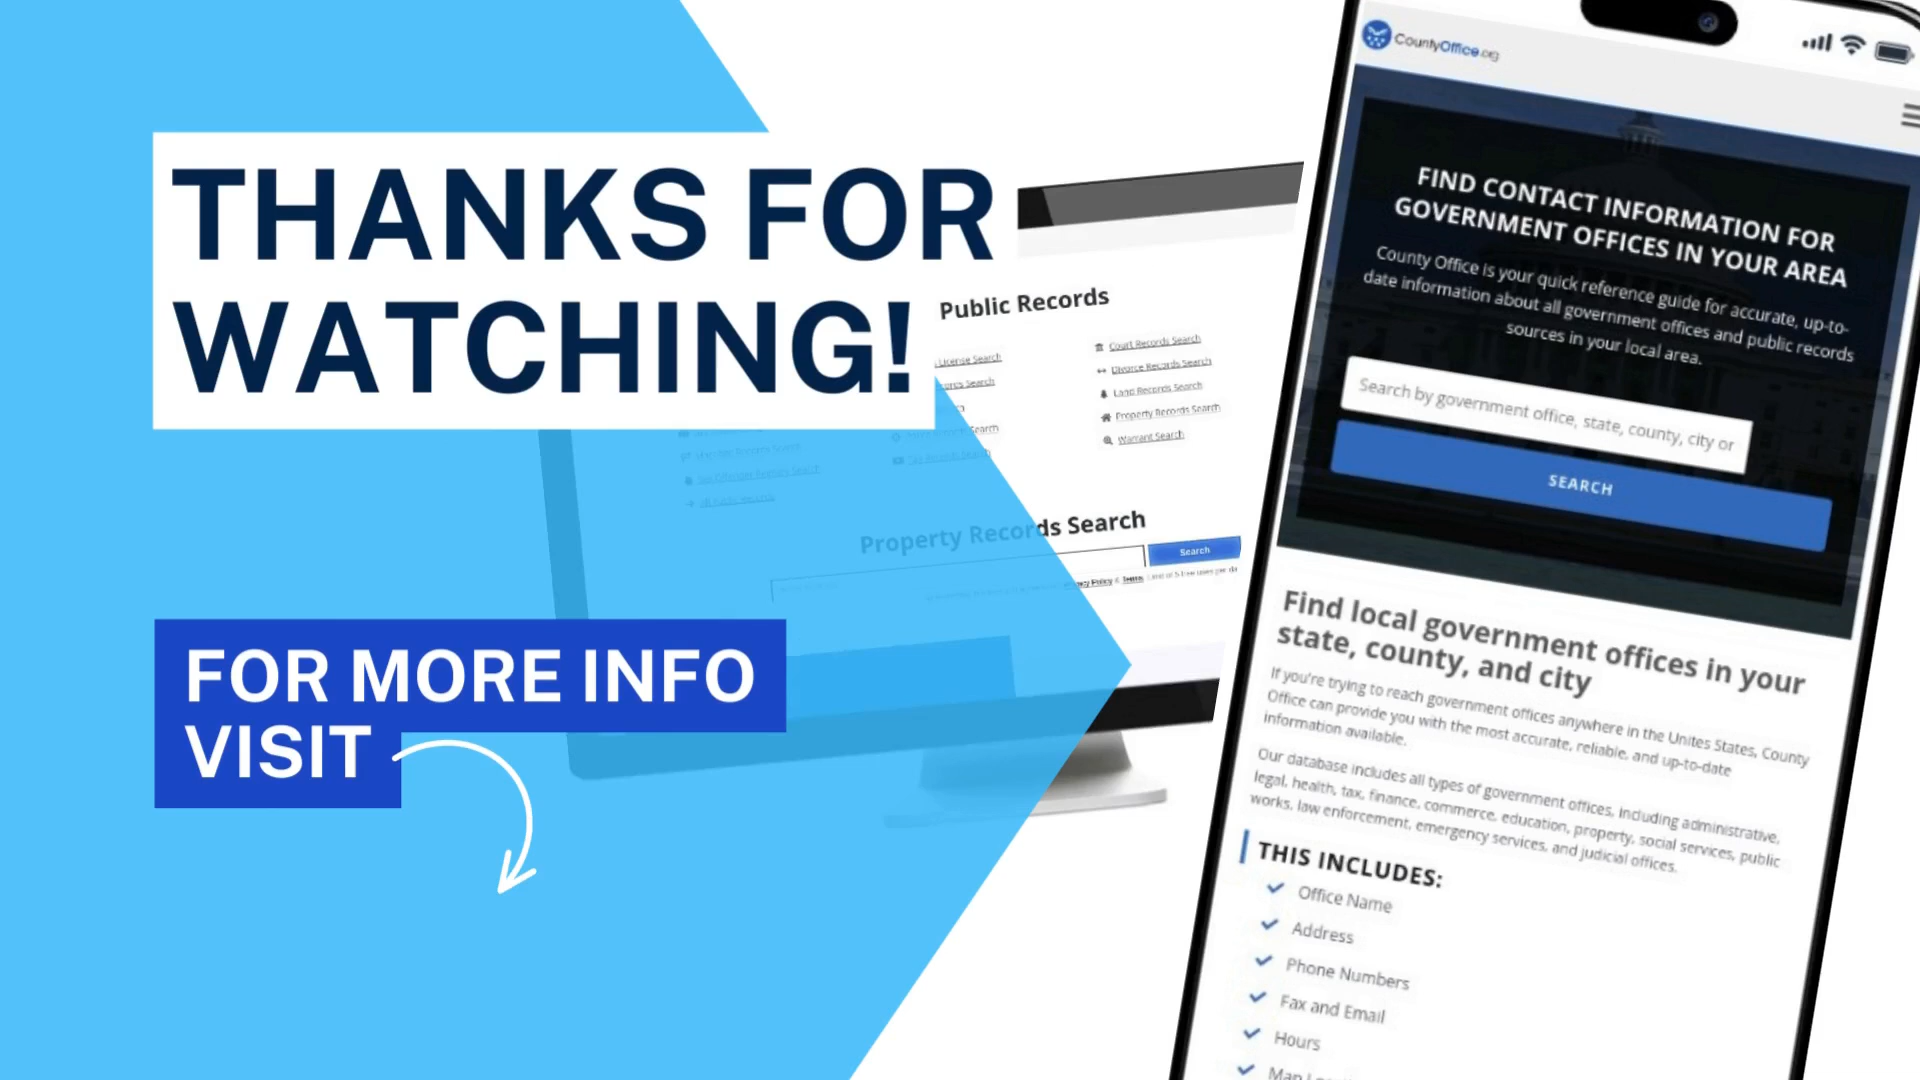 THANKS FOR
WATCHING!
FOR MORE INFO
VISIT
Public Records
License Search
Search
Search
Court Records Search
Divorce Records Search
Land Records Search
Property Records Search
Warrant Search
Property Records Search
Search
Privacy Policy & Terms
CountyOffice.org
FIND CONTACT INFORMATION FOR
GOVERNMENT OFFICES IN YOUR AREA
County Office is your quick reference guide for accurate, up-to-
date information about all government offices and public records
sources in your local area.
Search by government office, state, county, city or
SEARCH
Find local government offices in your
state, county, and city
If you're trying to reach government offices anywhere in the Unites States, County
Office can provide you with the most accurate, reliable, and up-to-date
information available.
Our database includes all types of government offices, including administrative,
legal, health, tax, finance, commerce, education, property, social services, public
works, law enforcement, emergency services, and judicial offices.
THIS INCLUDES:
Office Name
Address
Phone Numbers
Fax and Email
Hours